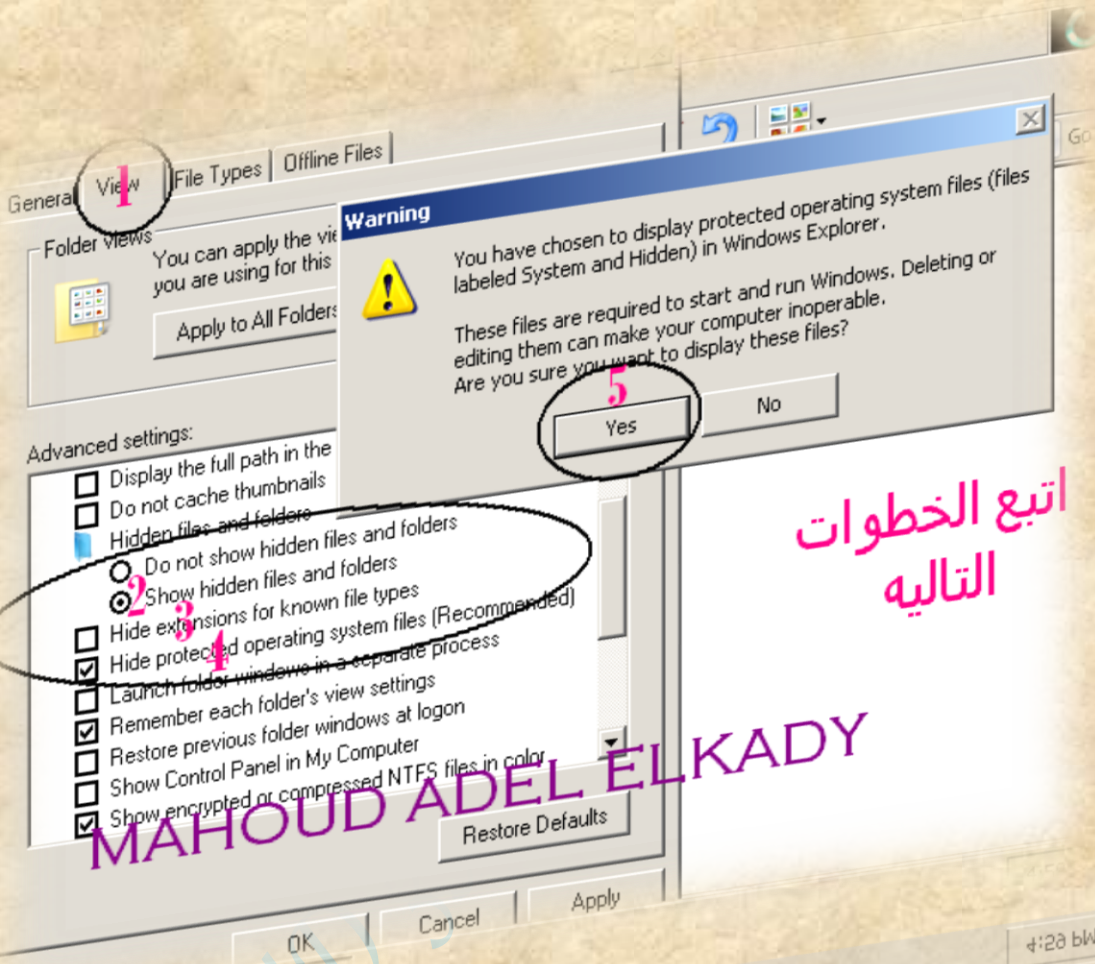 General
View
File Types
Offline Files
1
Folder views
You can apply the vie
you are using for this
Apply to All Folders
Warning
You have chosen to display protected operating system files (files
labeled System and Hidden) in Windows Explorer.
These files are required to start and run Windows. Deleting or
editing them can make your computer inoperable.
Are you sure you want to display these files?
5
Yes
No
Go
Advanced settings:
Display the full path in the
Do not cache thumbnails
Hidden files and folders
Do not show hidden files and folders
2
Show hidden files and folders
3
Hide extensions for known file types
4
Hide protected operating system files (Recommended)
Launch folder windows in a separate process
Remember each folder's view settings
Restore previous folder windows at logon
Show Control Panel in My Computer
Show encrypted or compressed NTFS files in color
اتبع الخطوات
التاليه
MAHOUD ADEL ELKADY
Restore Defaults
OK
Cancel
Apply
4:29 PM